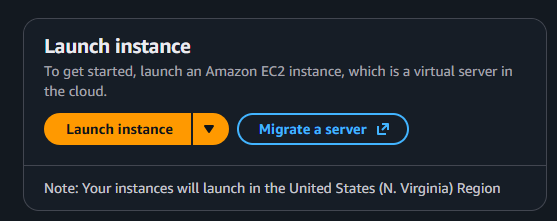 Launch instance
To get started, launch an Amazon EC2 instance, which is a virtual server in
the cloud.
Launch instance
Migrate a server
Note: Your instances will launch in the United States (N. Virginia) Region